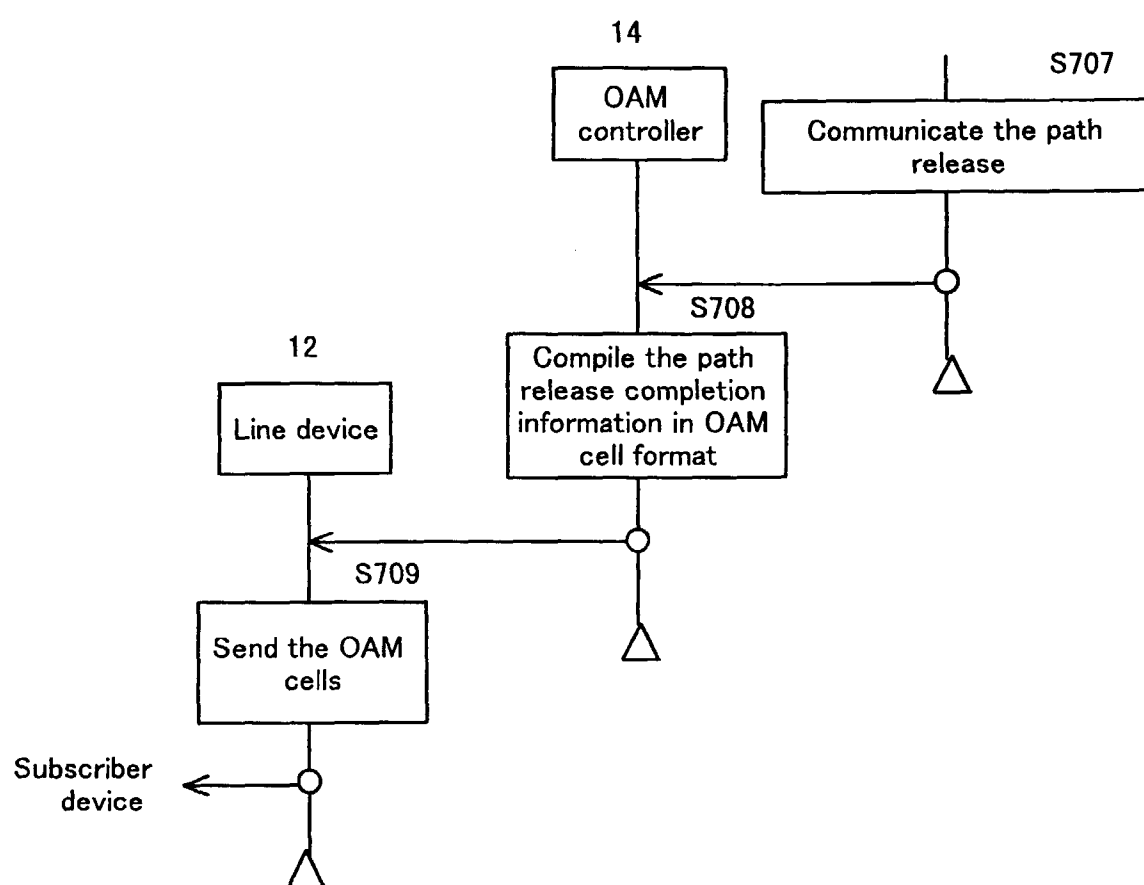 14
OAM
controller
S707
Communicate the path
release
S708
Compile the path
release completion
information in OAM
cell format
12
Line device
S709
Send the OAM
cells
Subscriber
device